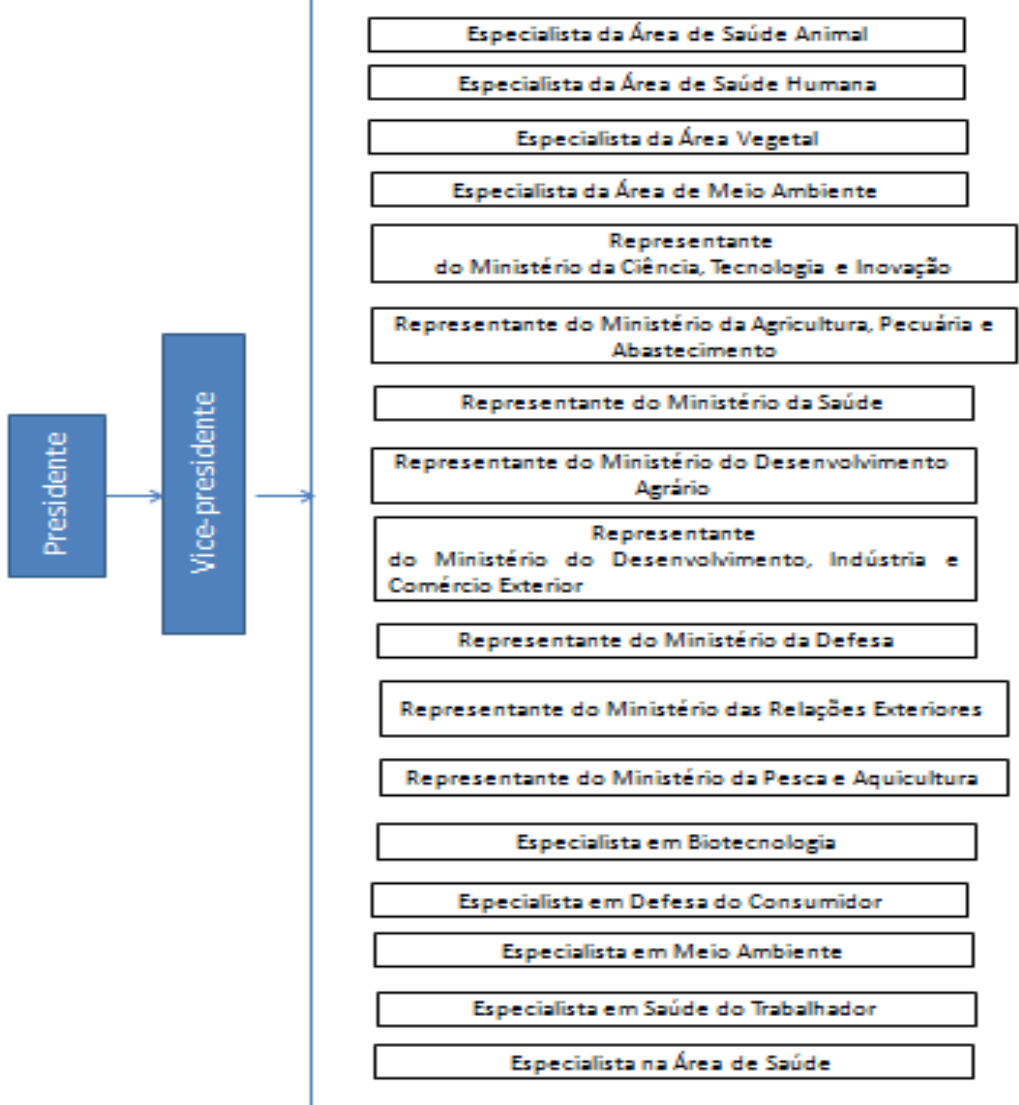 Especialista da Área de Saúde Animal
Especialista da Área de Saúde Humana
Especialista da Área Vegetal
Especialista da Área de Meio Ambiente
Representante
do Ministério da Ciência, Tecnologia e Inovação
Representante do Ministério da Agricultura, Pecuária e
Abastecimento
Presidente
Vice-presidente
Representante do Ministério da Saúde
Representante do Ministério do Desenvolvimento
Agrário
Representante
do Ministério do Desenvolvimento, Indústria e
Comércio Exterior
Representante do Ministério da Defesa
Representante do Ministério das Relações Exteriores
Representante do Ministério da Pesca e Aquicultura
Especialista em Biotecnologia
Especialista em Defesa do Consumidor
Especialista em Meio Ambiente
Especialista em Saúde do Trabalhador
Especialista na Área de Saúde